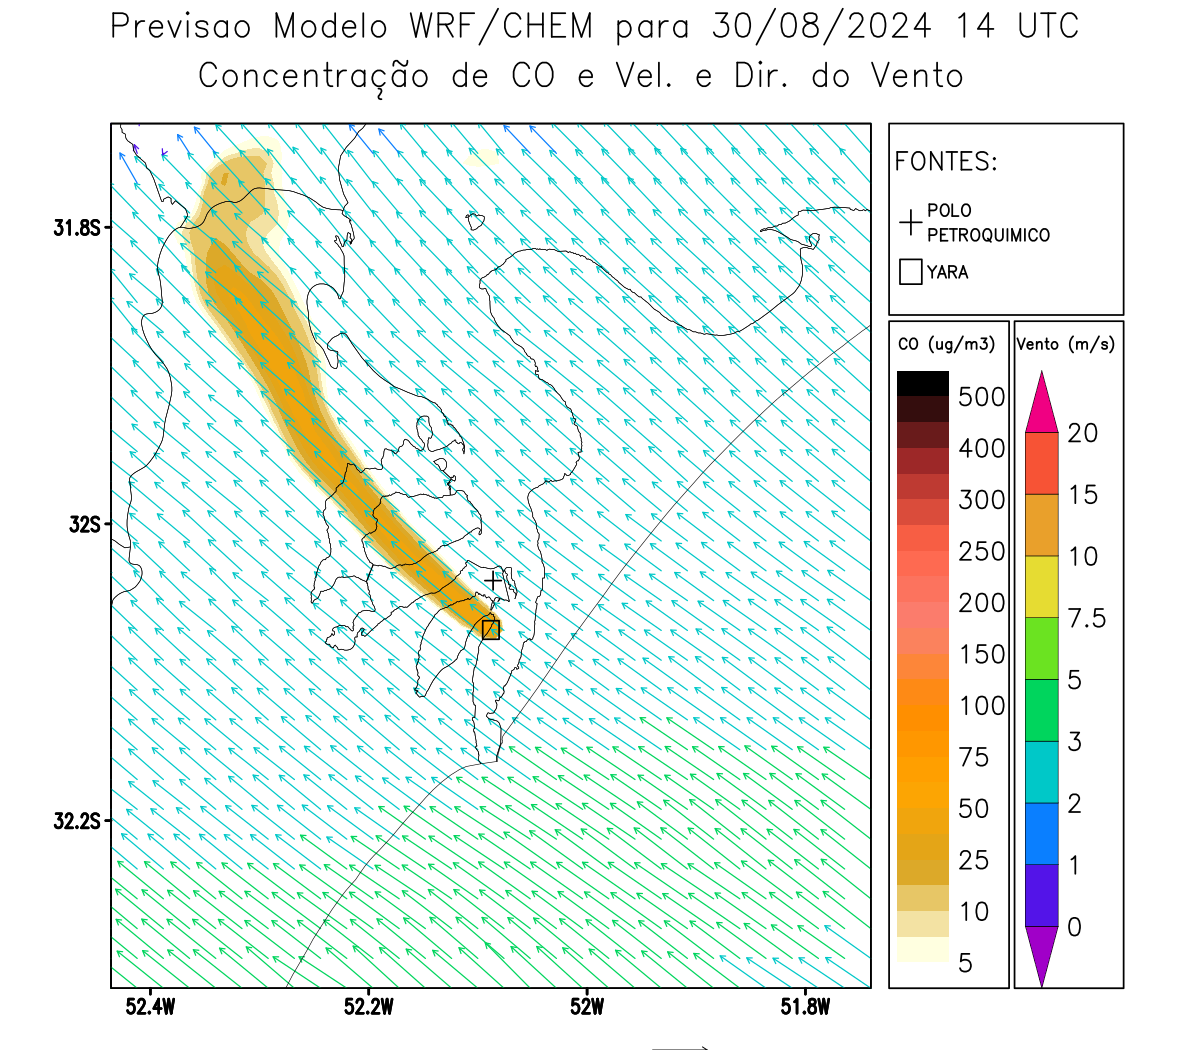 Previsao Modelo WRF/CHEM para 30/08/2024 14 UTC
Concentração de CO e Vel. e Dir. do Vento
FONTES:
POLO
PETROQUIMICO
YARA
CO (ug/m3)
500
400
300
250
200
150
100
75
50
25
10
5
Vento (m/s)
20
15
10
7.5
5
3
2
1
0
31.8S
32S
32.2S
52.4W
52.2W
52W
51.8W